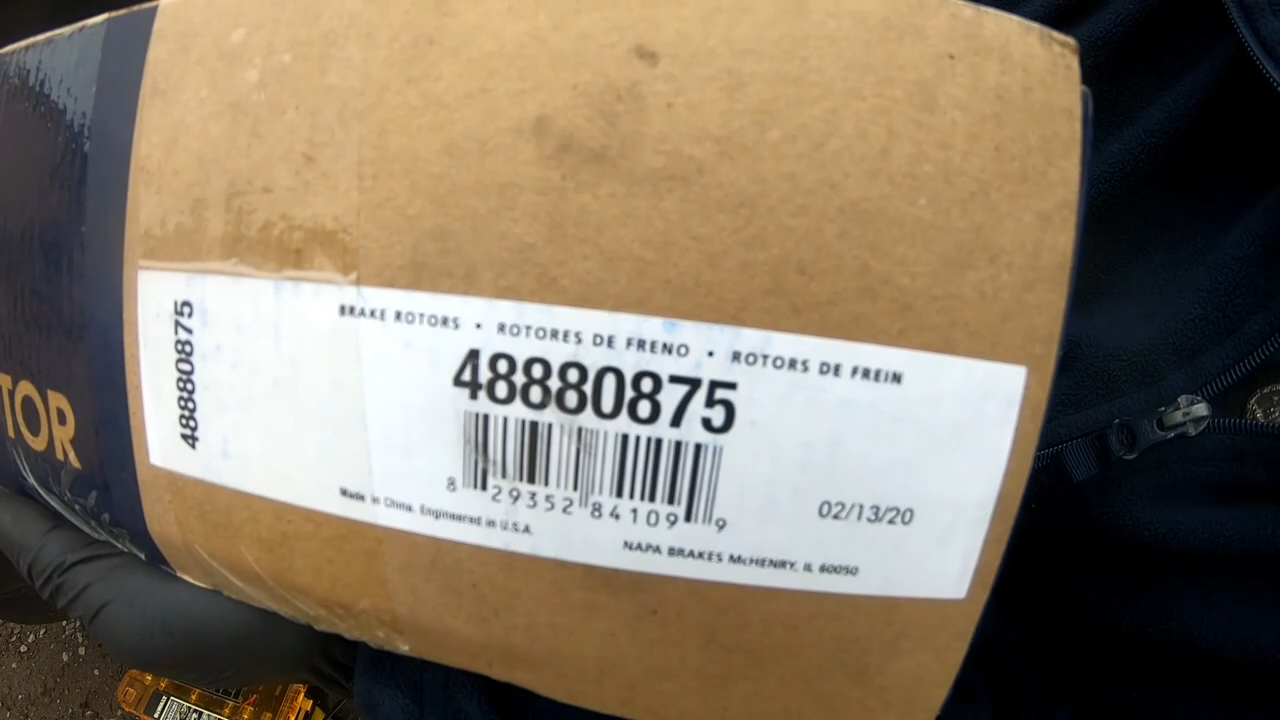 TOR
48880875
BRAKE ROTORS • ROTORES DE FRENO • ROTORS DE FREIN
48880875
8 29352 84109 9
Made in China. Engineered in U.S.A.
02/13/20
NAPA BRAKES McHENRY, IL 60050